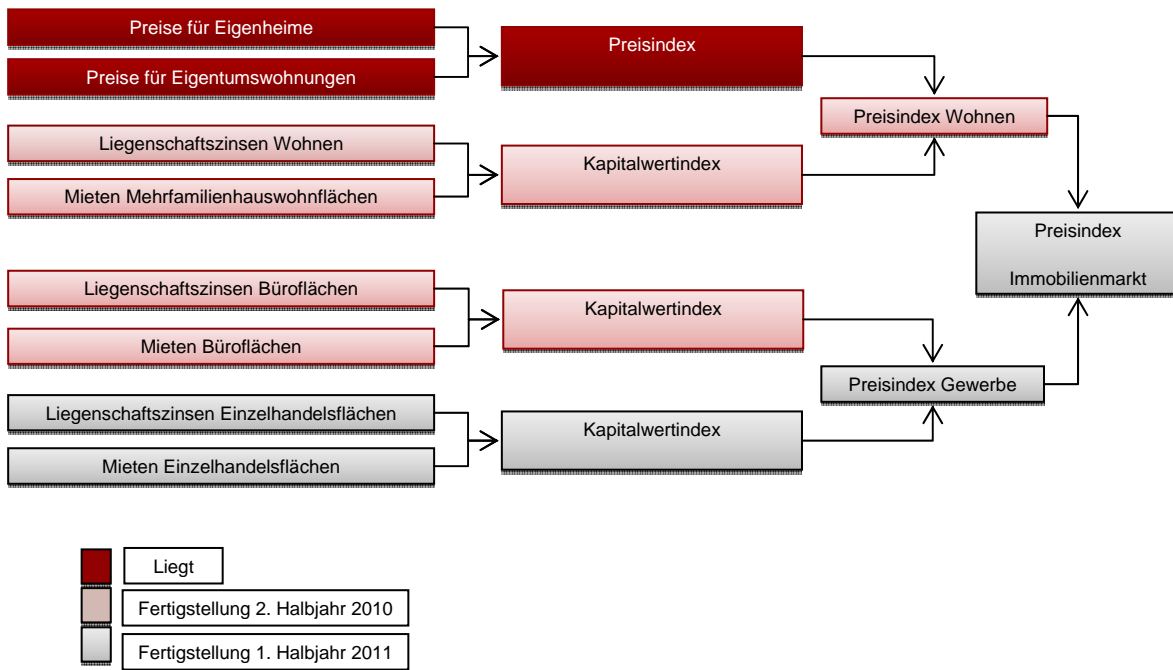 Preise für Eigenheime
Preise für Eigentumswohnungen
Preisindex
Liegenschaftszinsen Wohnen
Mieten Mehrfamilienhauswohnflächen
Kapitalwertindex
Preisindex Wohnen
Liegenschaftszinsen Büroflächen
Mieten Büroflächen
Kapitalwertindex
Liegenschaftszinsen Einzelhandelsflächen
Mieten Einzelhandelsflächen
Kapitalwertindex
Preisindex Gewerbe
Preisindex
Immobilienmarkt
Liegt
Fertigstellung 2. Halbjahr 2010
Fertigstellung 1. Halbjahr 2011